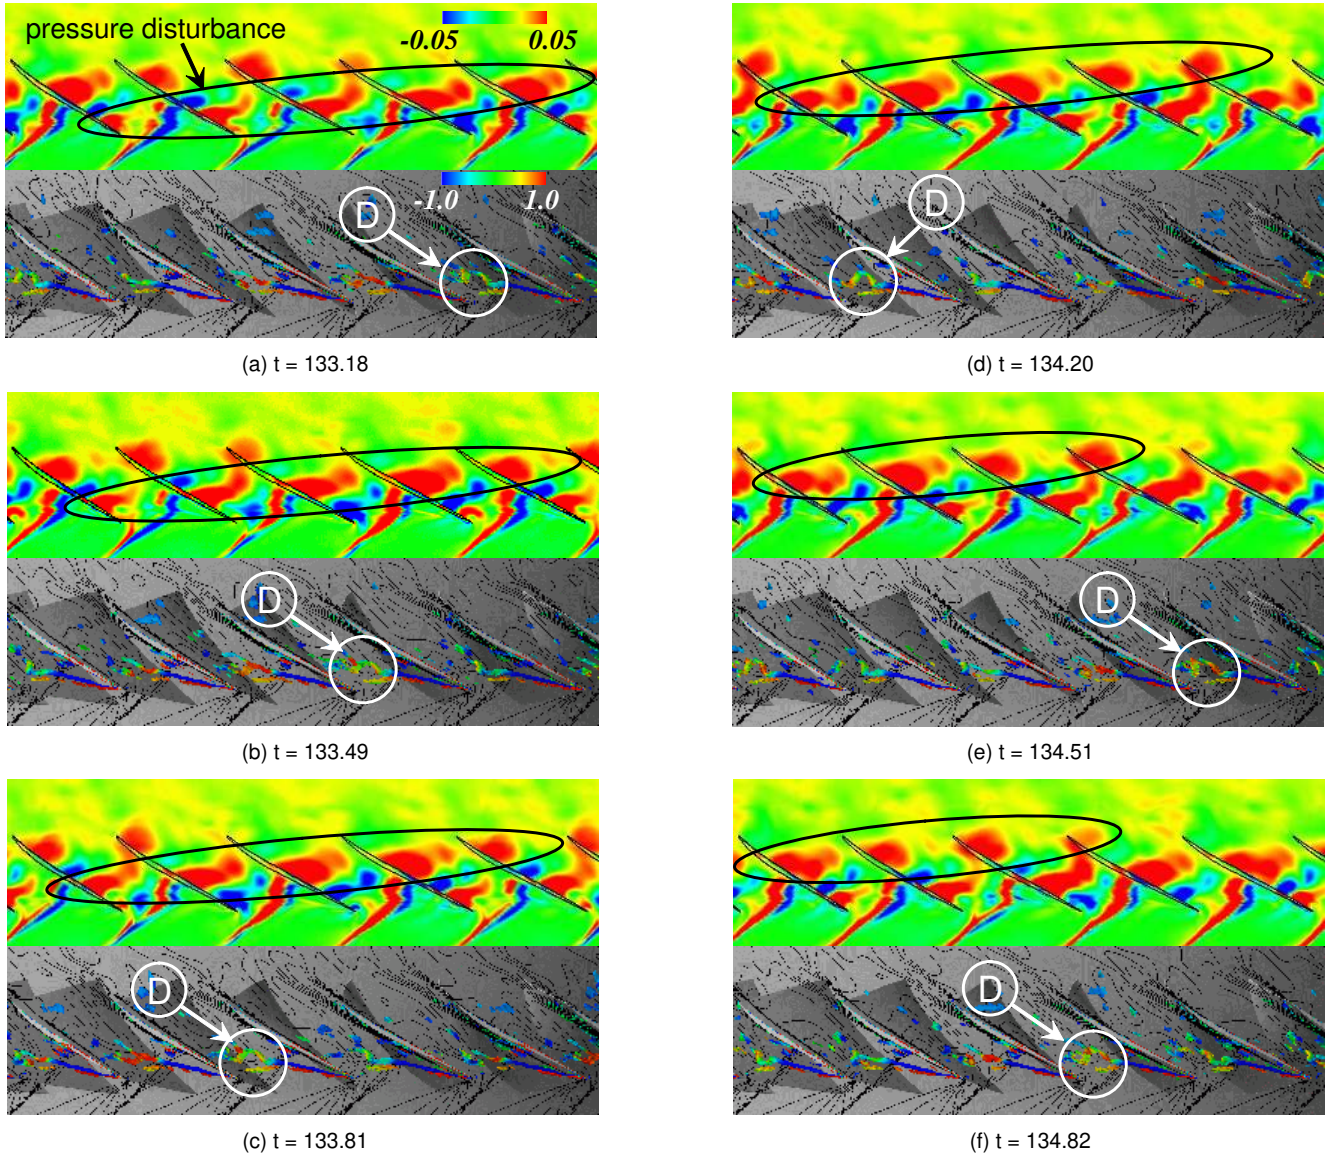 pressure disturbance
-0.05 0.05
D
-1.0 1.0
(a) t = 133.18
D
(b) t = 133.49
D
(c) t = 133.81
D
(d) t = 134.20
D
(e) t = 134.51
D
(f) t = 134.82